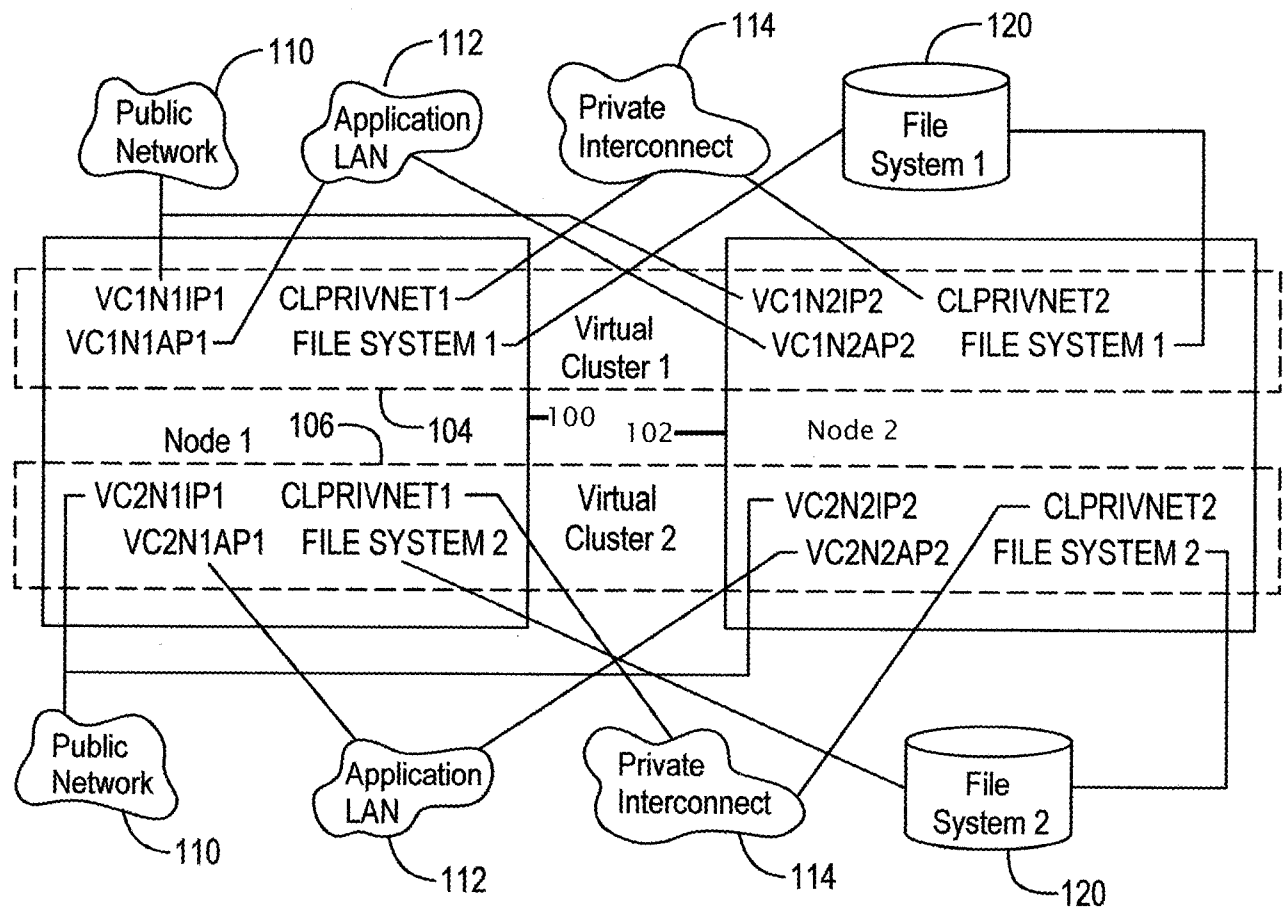 110
112
114
120
Public
Network
Application
LAN
Private
Interconnect
File
System 1
VC1N1IP1 CLPRIVNET1
VC1N1AP1 FILE SYSTEM 1
Virtual
Cluster 1
VC1N2IP2 CLPRIVNET2
VC1N2AP2 FILE SYSTEM 1
Node 1
106
104
100
102
Node 2
VC2N1IP1 CLPRIVNET1
VC2N1AP1 FILE SYSTEM 2
Virtual
Cluster 2
VC2N2IP2 CLPRIVNET2
VC2N2AP2 FILE SYSTEM 2
Public
Network
Application
LAN
Private
Interconnect
File
System 2
110
112
114
120